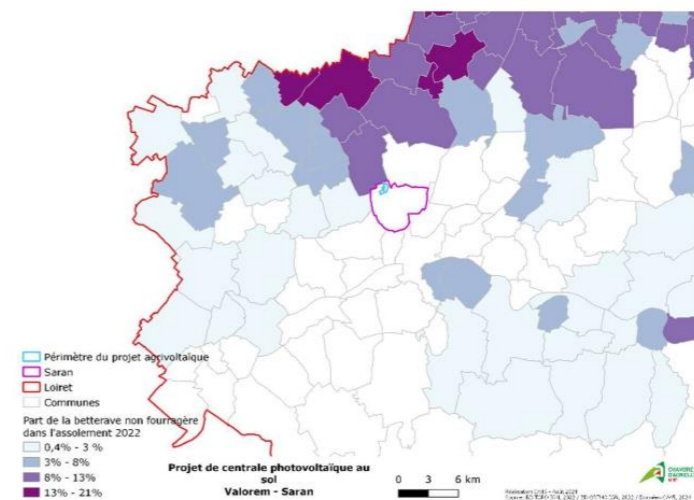 Périmètre du projet agrivoltaïque
Saran
Loiret
Communes
Part de la betterave non fourragère
dans l'assolement 2022
0,4% - 3 %
3% - 8%
8% - 13%
13% - 21%
Projet de centrale photovoltaïque au
sol
Valorem - Saran
0 3 6 km